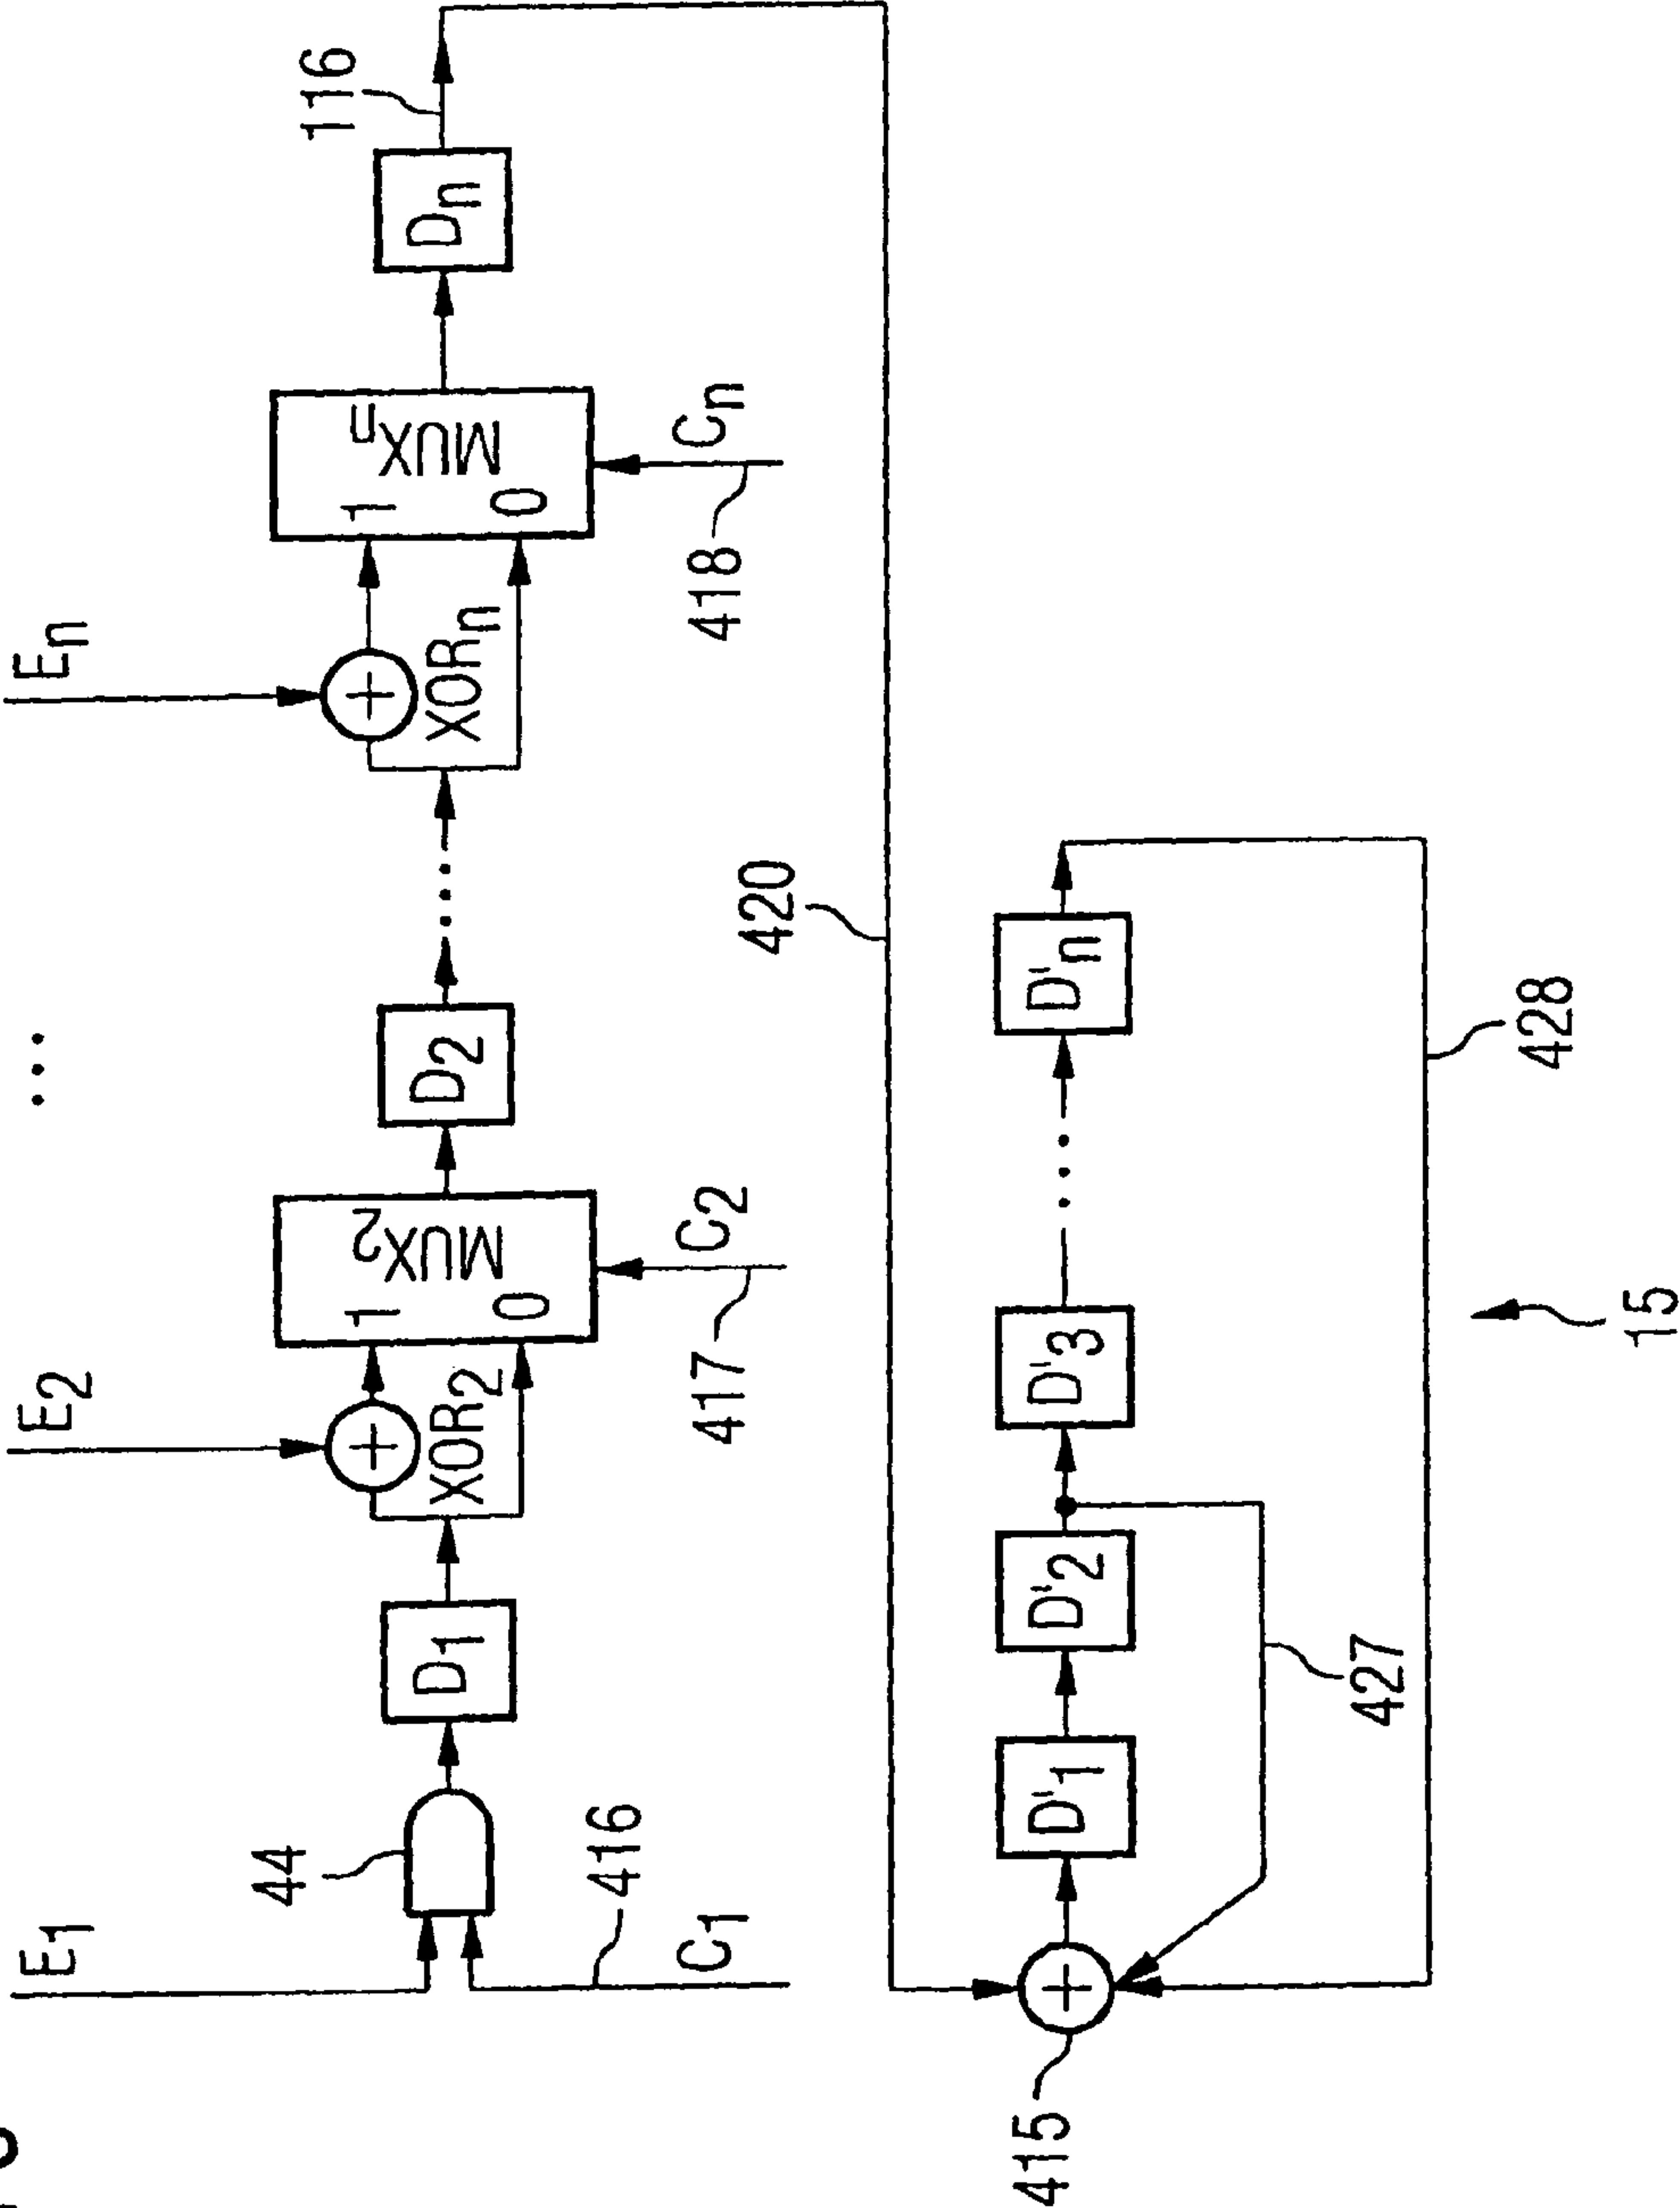 E1
E2
...
En
44
D1
XOR2
1
0
MUX2
D2
...
XORn
1
0
MUXn
Dn
116
C1
416
C2
417
Cn
418
420
415
D'1
D'2
D'3
...
D'n
427
428
15